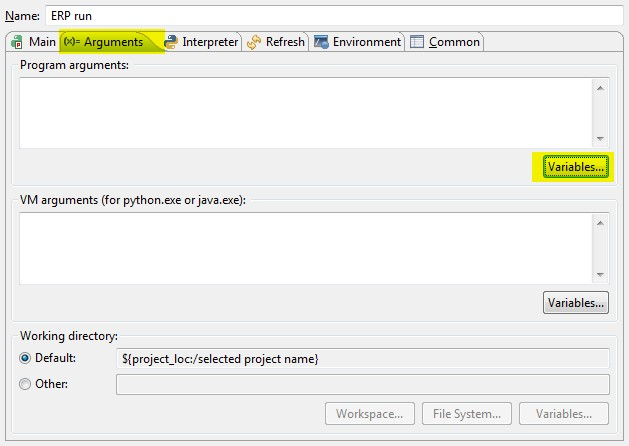 Name: ERP run
Main (x)= Arguments Interpreter Refresh Environment Common
Program arguments:
Variables...
VM arguments (for python.exe or java.exe):
Variables...
Working directory:
Default: ${project_loc:/selected project name}
Other:
Workspace... File System... Variables...